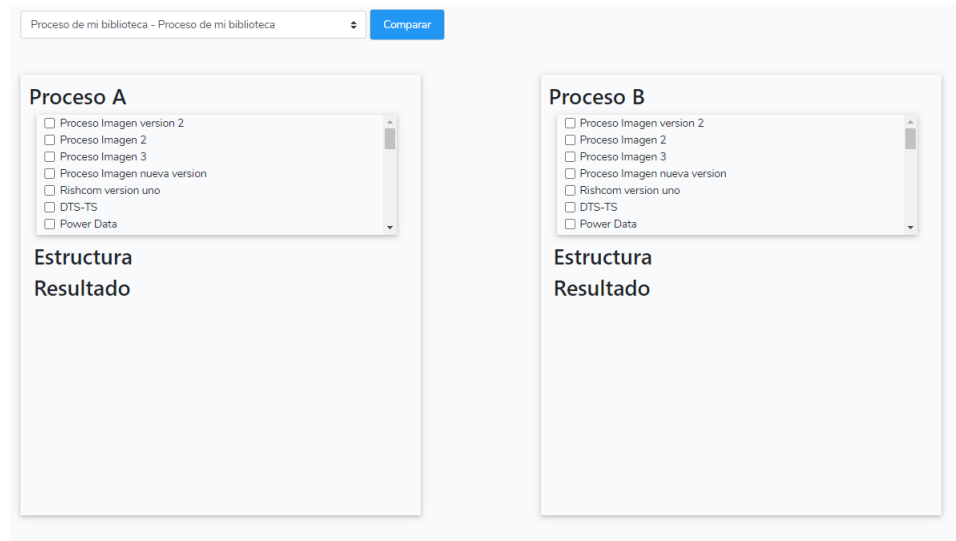 Proceso de mi biblioteca - Proceso de mi biblioteca
Comparar
Proceso A
Proceso Imagen version 2
Proceso Imagen 2
Proceso Imagen 3
Proceso Imagen nueva version
Rishcom version uno
DTS-TS
Power Data
Estructura
Resultado
Proceso B
Proceso Imagen version 2
Proceso Imagen 2
Proceso Imagen 3
Proceso Imagen nueva version
Rishcom version uno
DTS-TS
Power Data
Estructura
Resultado